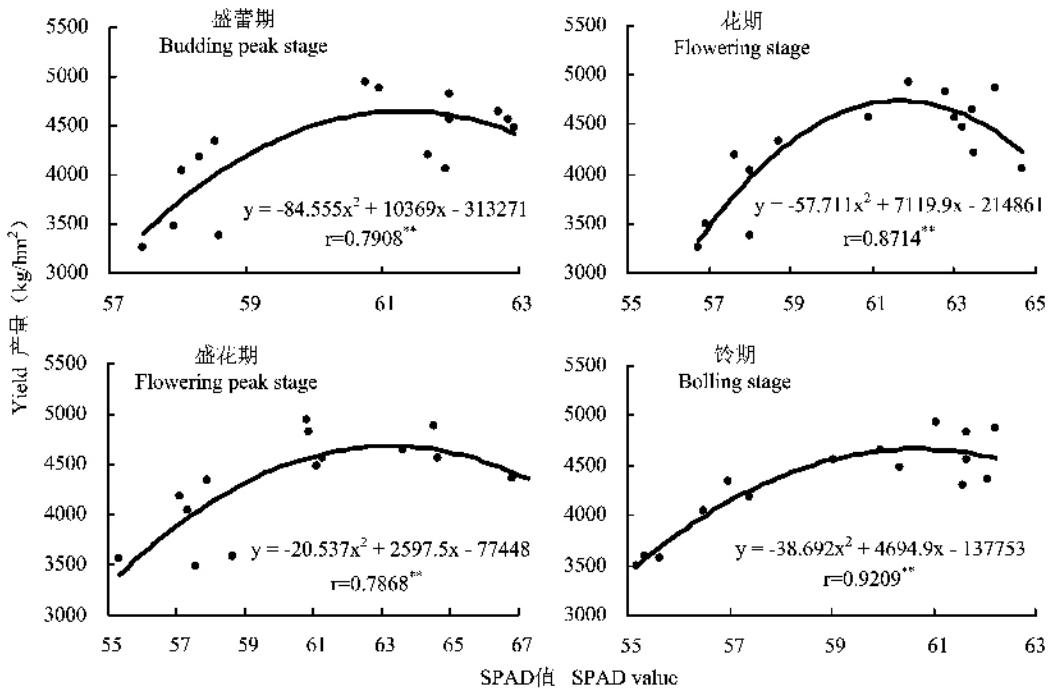 盛蕾期
Budding peak stage
5500
5000
4500
4000
3500
3000
y = -84.555x² + 10369x - 313271
r=0.7908**
57 59 61 63
花期
Flowering stage
5500
5000
4500
4000
3500
3000
y = -57.711x² + 7119.9x - 214861
r=0.8714**
55 57 59 61 63 65
Yield 产量(kg/hm²)
盛花期
Flowering peak stage
5500
5000
4500
4000
3500
3000
y = -20.537x² + 2597.5x - 77448
r=0.7868**
55 57 59 61 63 65 67
铃期
Bolling stage
5500
5000
4500
4000
3500
3000
y = -38.692x² + 4694.9x - 137753
r=0.9209**
55 57 59 61 63
SPAD值 SPAD value